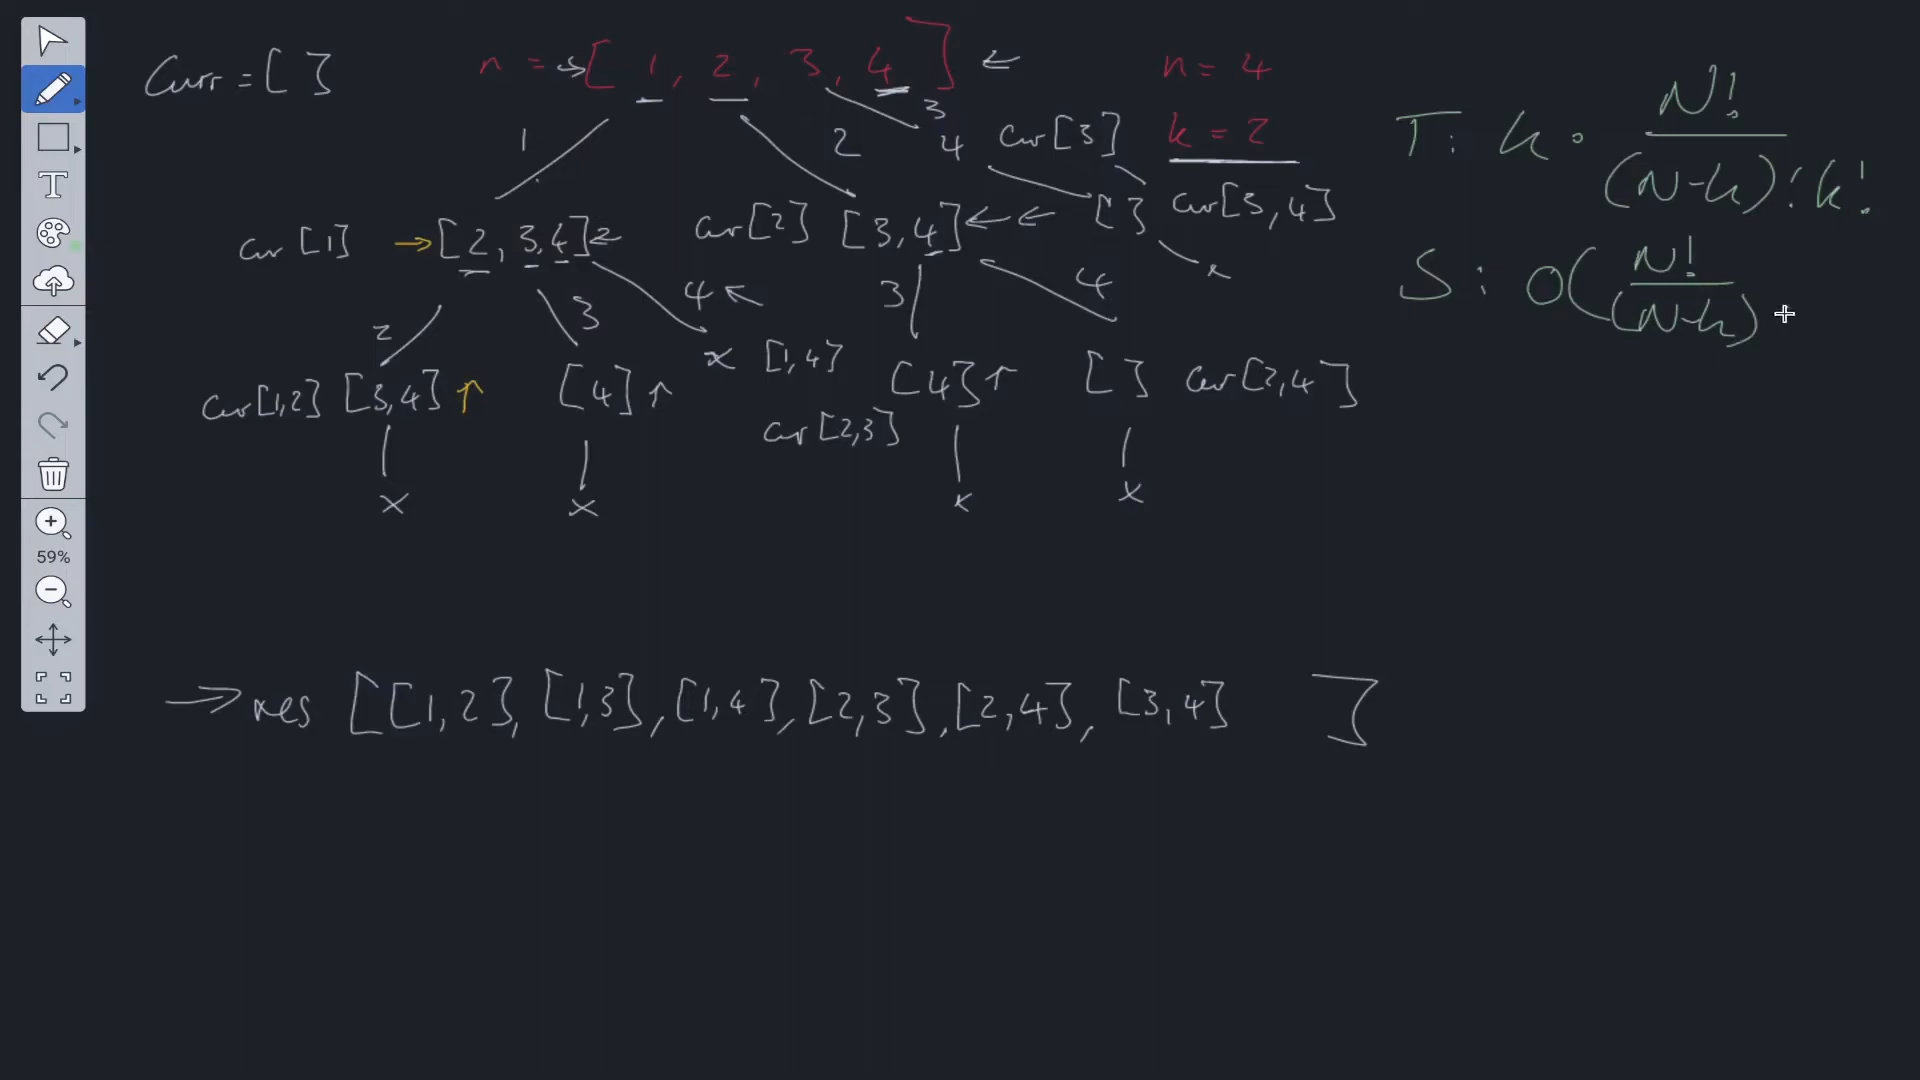 Curr = [ ]
n = → [ 1, 2, 3, 4 ] ←
n = 4
k = 2
T: k · N! / (N-k)! k!
S: O( N! / (N-k)
1
2
3
4
cur[3]
cur [1] → [2, 3, 4] ←
cur[2] [3,4] ← ←
[ ] cur[3,4]
x
2
3
4 ←
3
4
cur[1,2] [3,4] ↑
[4] ↑
x [1,4]
[4] ↑
cur[2,3]
[ ] cur[2,4]
x
x
x
x
→ res [[1,2], [1,3], [1,4], [2,3], [2,4], [3,4] ]
T
59%